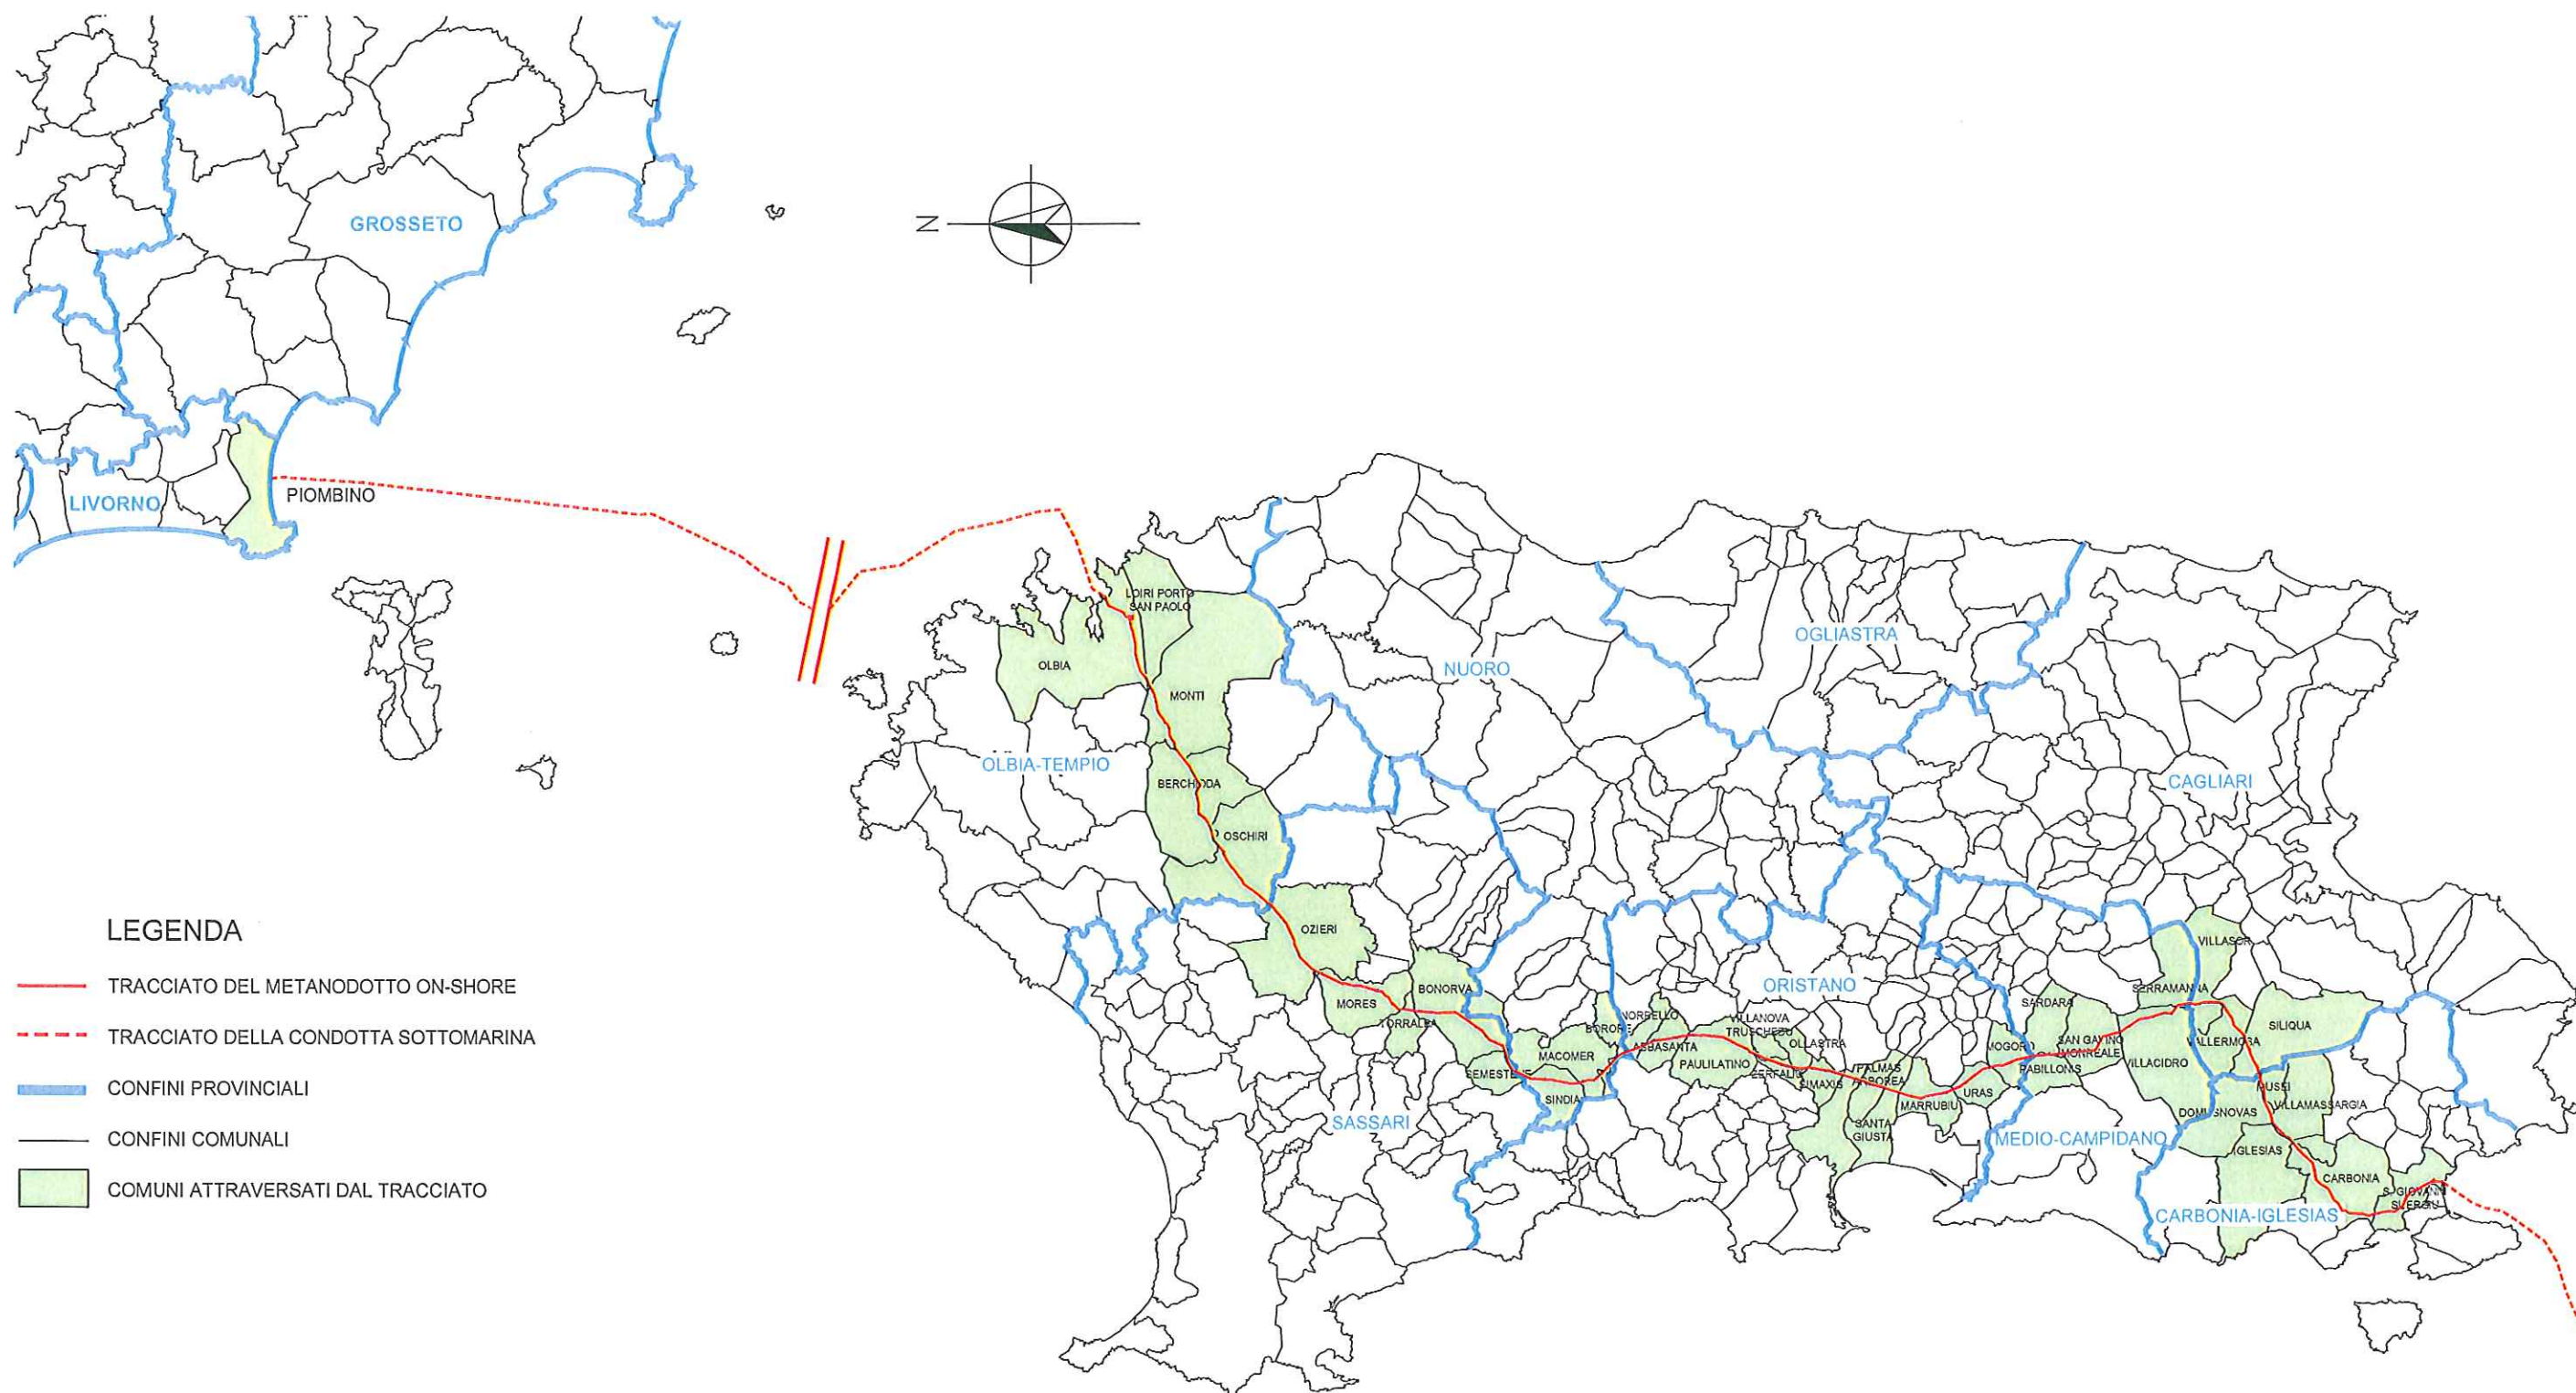 GROSSETO
N
LIVORNO
PIOMBINO
LOIRI PORTO
SAN PAOLO
OLBIA
MONTI
NUORO
OGLIASTRA
OLBIA-TEMPIO
BERCHIDDA
OSCHIRI
CAGLIARI
OZIERI
BONORVA
MORES
TORRALBA
SEMESTENE
SASSARI
MACOMER
SINDIA
BORORE
NORBELLO
ABBASANTA
PAULILATINO
VILLANOVA
TRUSCHEDU
OLLASTRA
ZERFALIU
SIMAXIS
ORISTANO
PALMAS
ARBOREA
SANTA
GIUSTA
MARRUBIU
URAS
MOGORO
SARDARA
SAN GAVINO
MONREALE
PABILLONIS
MEDIO-CAMPIDANO
VILLASOR
SERRAMANNA
VALLERMOSA
VILLACIDRO
SILIQUA
MUSEI
VILLAMASSARGIA
DOMUSNOVAS
IGLESIAS
CARBONIA
S. GIOVANNI
SUERGIU
CARBONIA-IGLESIAS
LEGENDA
TRACCIATO DEL METANODOTTO ON-SHORE
TRACCIATO DELLA CONDOTTA SOTTOMARINA
CONFINI PROVINCIALI
CONFINI COMUNALI
COMUNI ATTRAVERSATI DAL TRACCIATO